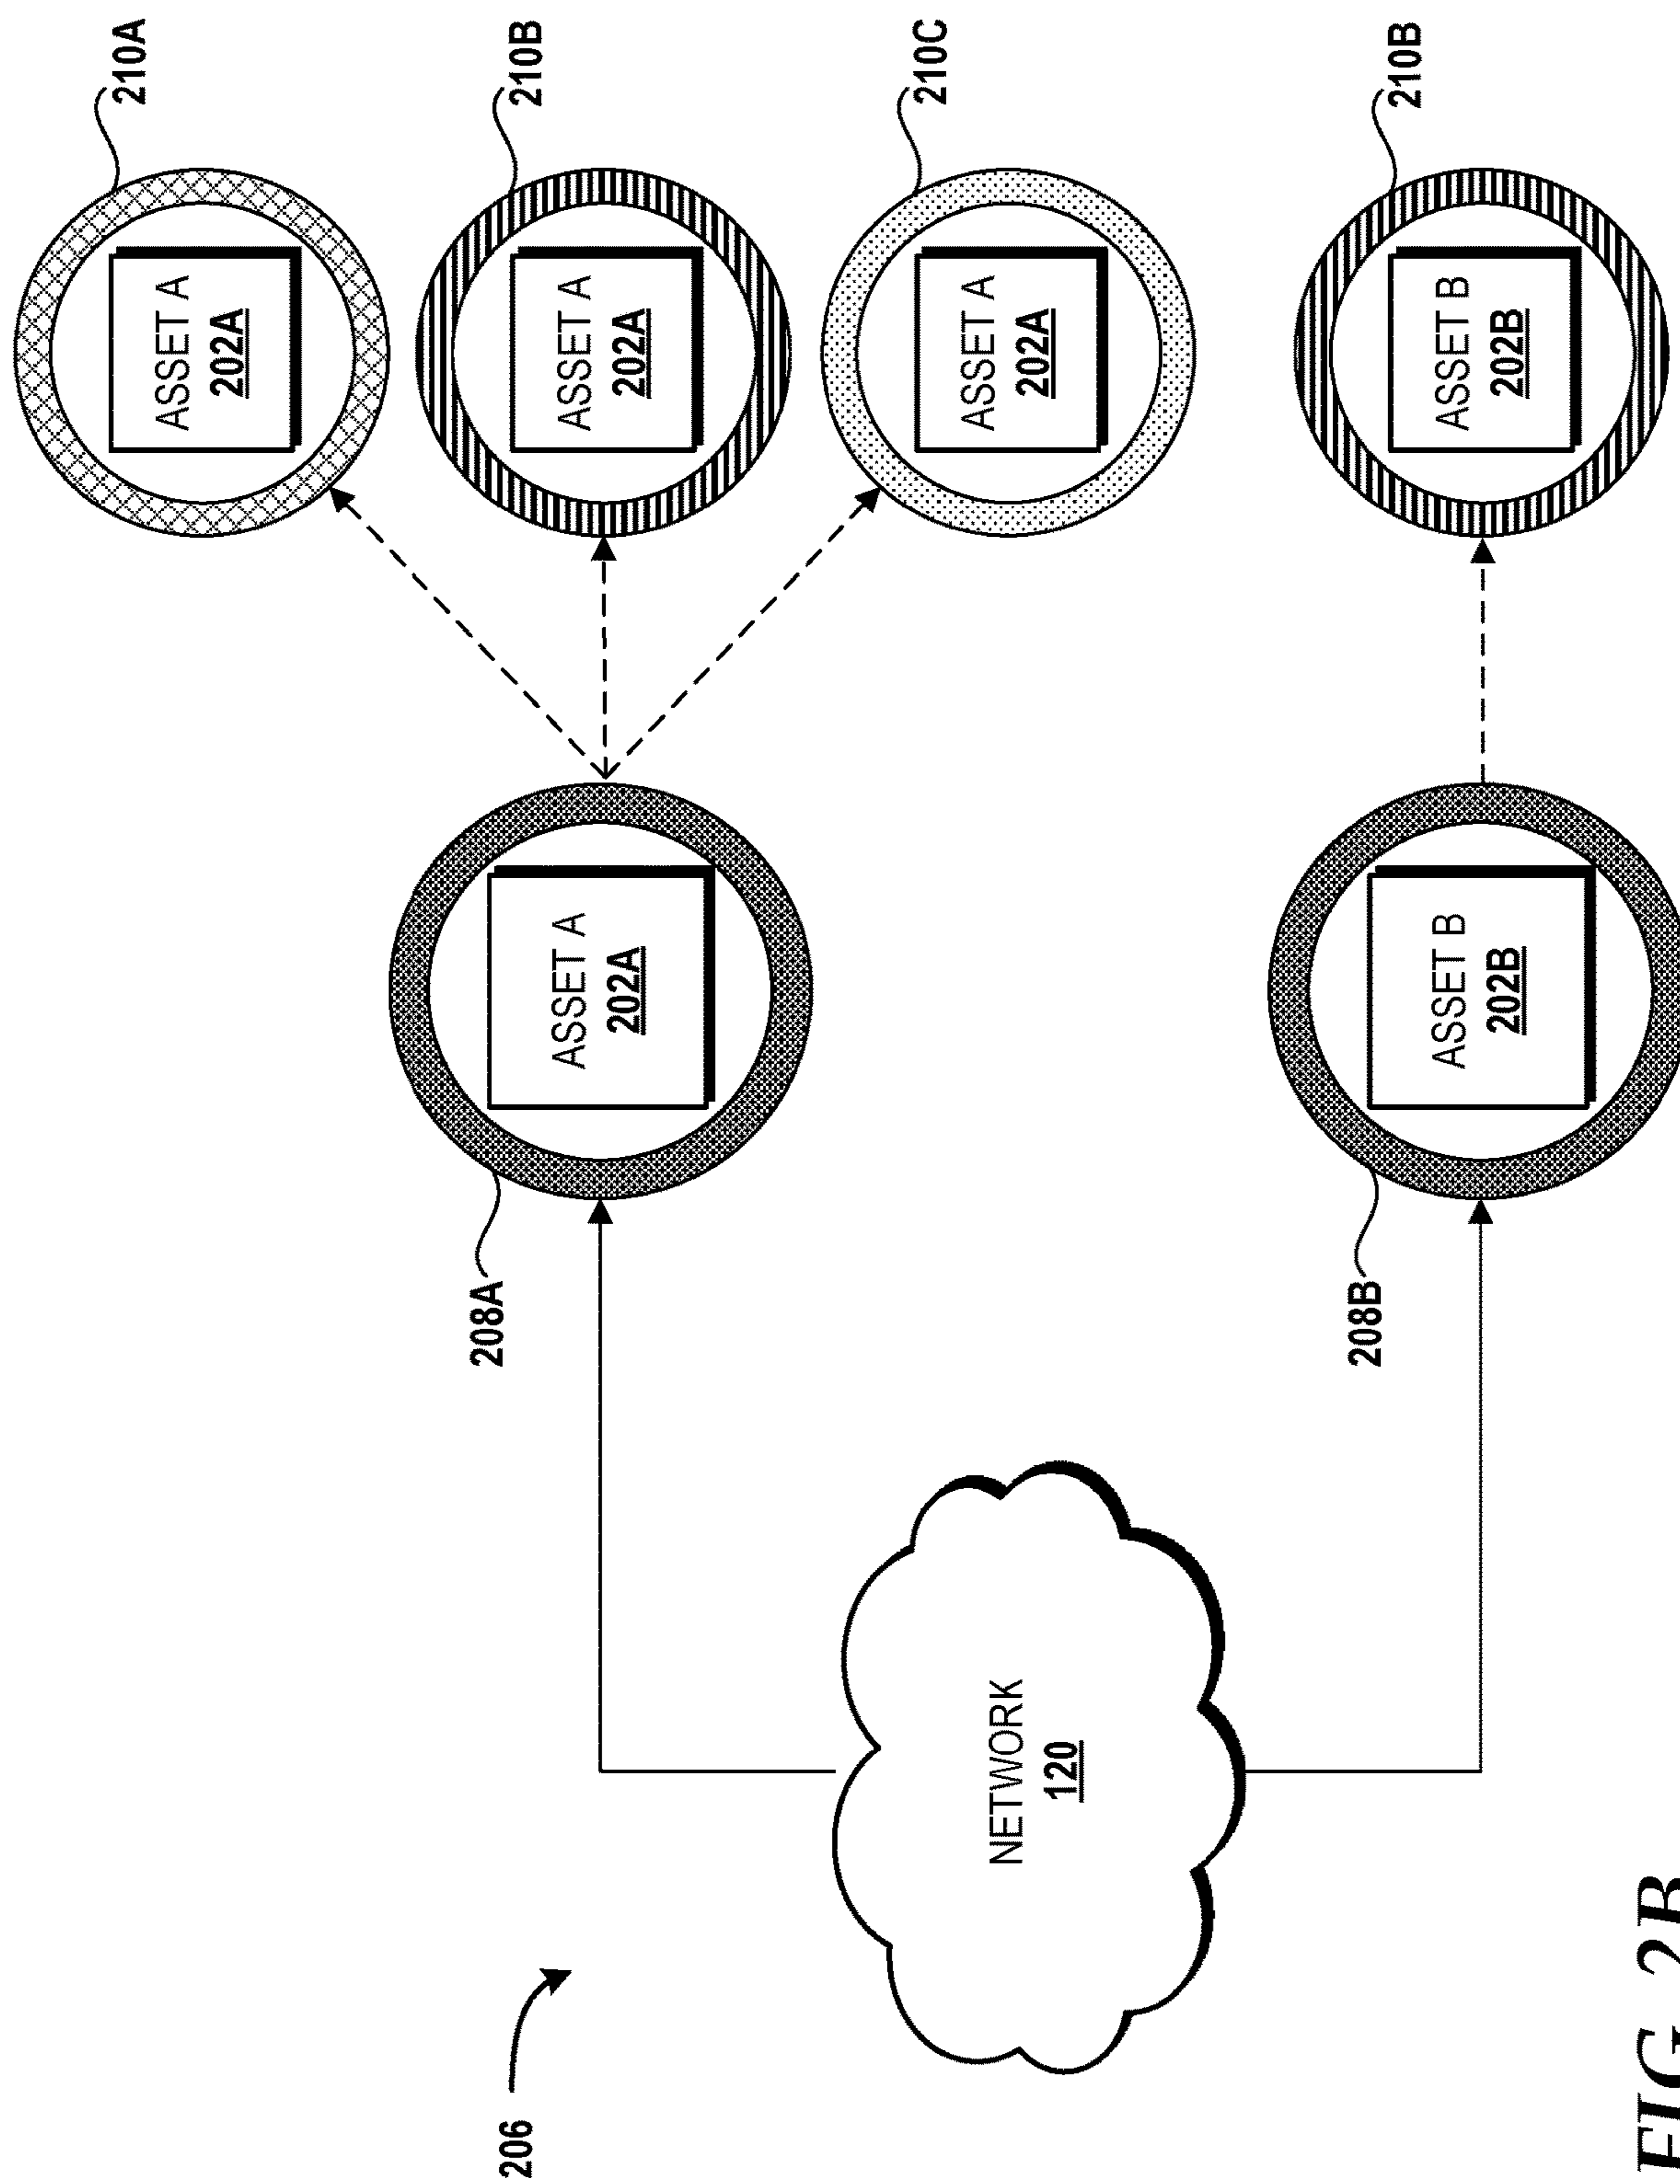 210A
ASSET A
202A
206
208A
210B
ASSET A
202A
ASSET A
202A
210C
ASSET A
202A
NETWORK
120
208B
210B
ASSET B
202B
ASSET B
202B
FIG. 2B